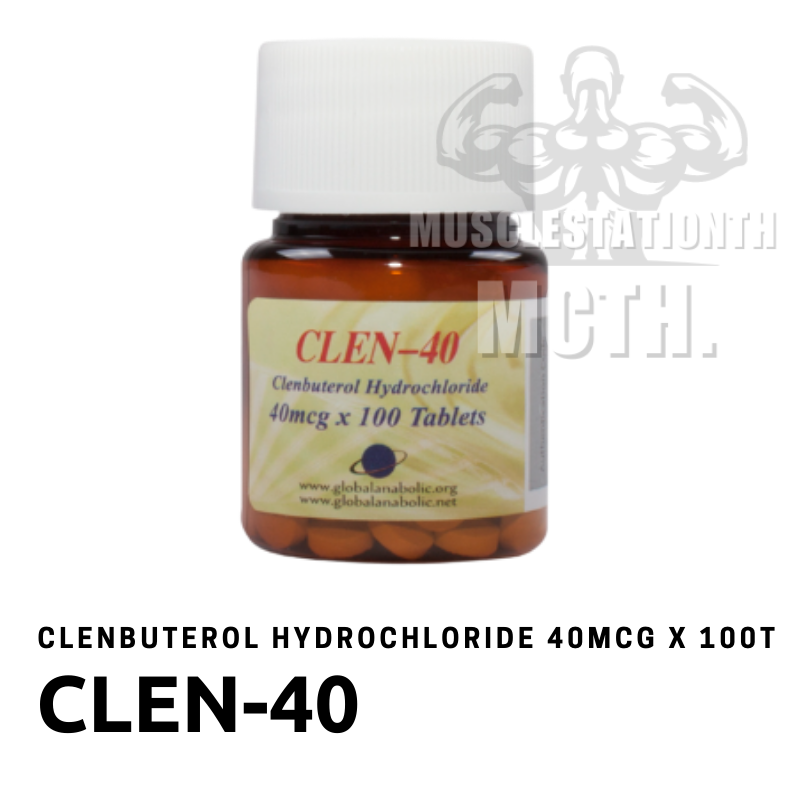 MUSCLESTATIONTH
MCTH.
CLEN-40
Clenbuterol Hydrochloride
40mcg x 100 Tablets
www.globalanabolic.org
www.globalanabolic.net
CLENBUTEROL HYDROCHLORIDE 40MCG X 100T
CLEN-40